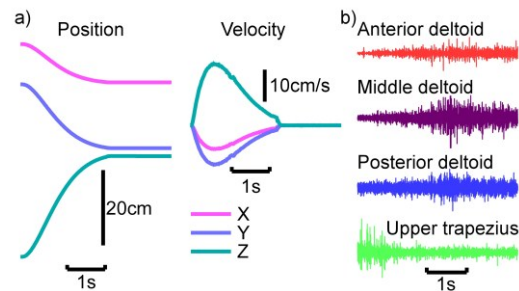 a) Position Velocity
10cm/s
1s
20cm
1s
X
Y
Z
b)
Anterior deltoid
Middle deltoid
Posterior deltoid
Upper trapezius
1s